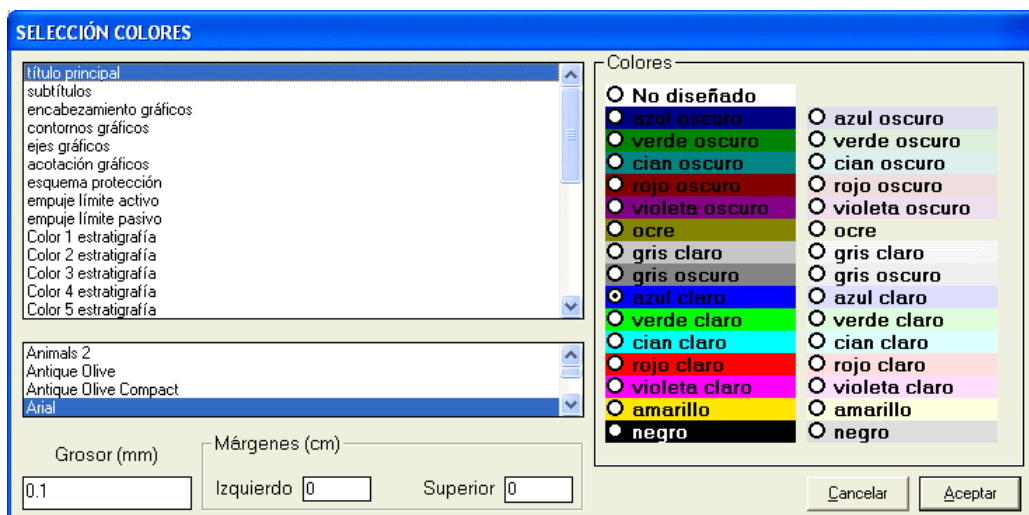 SELECCIÓN COLORES
título principal
subtítulos
encabezamiento gráficos
contornos gráficos
ejes gráficos
acotación gráficos
esquema protección
empuje límite activo
empuje límite pasivo
Color 1 estratigrafía
Color 2 estratigrafía
Color 3 estratigrafía
Color 4 estratigrafía
Color 5 estratigrafía
Animals 2
Antique Olive
Antique Olive Compact
Arial
Grosor (mm)
0.1
Márgenes (cm)
Izquierdo 0 Superior 0
Colores
No diseñado
azul oscuro azul oscuro
verde oscuro verde oscuro
cian oscuro cian oscuro
rojo oscuro rojo oscuro
violeta oscuro violeta oscuro
ocre ocre
gris claro gris claro
gris oscuro gris oscuro
azul claro azul claro
verde claro verde claro
cian claro cian claro
rojo claro rojo claro
violeta claro violeta claro
amarillo amarillo
negro negro
Cancelar Aceptar